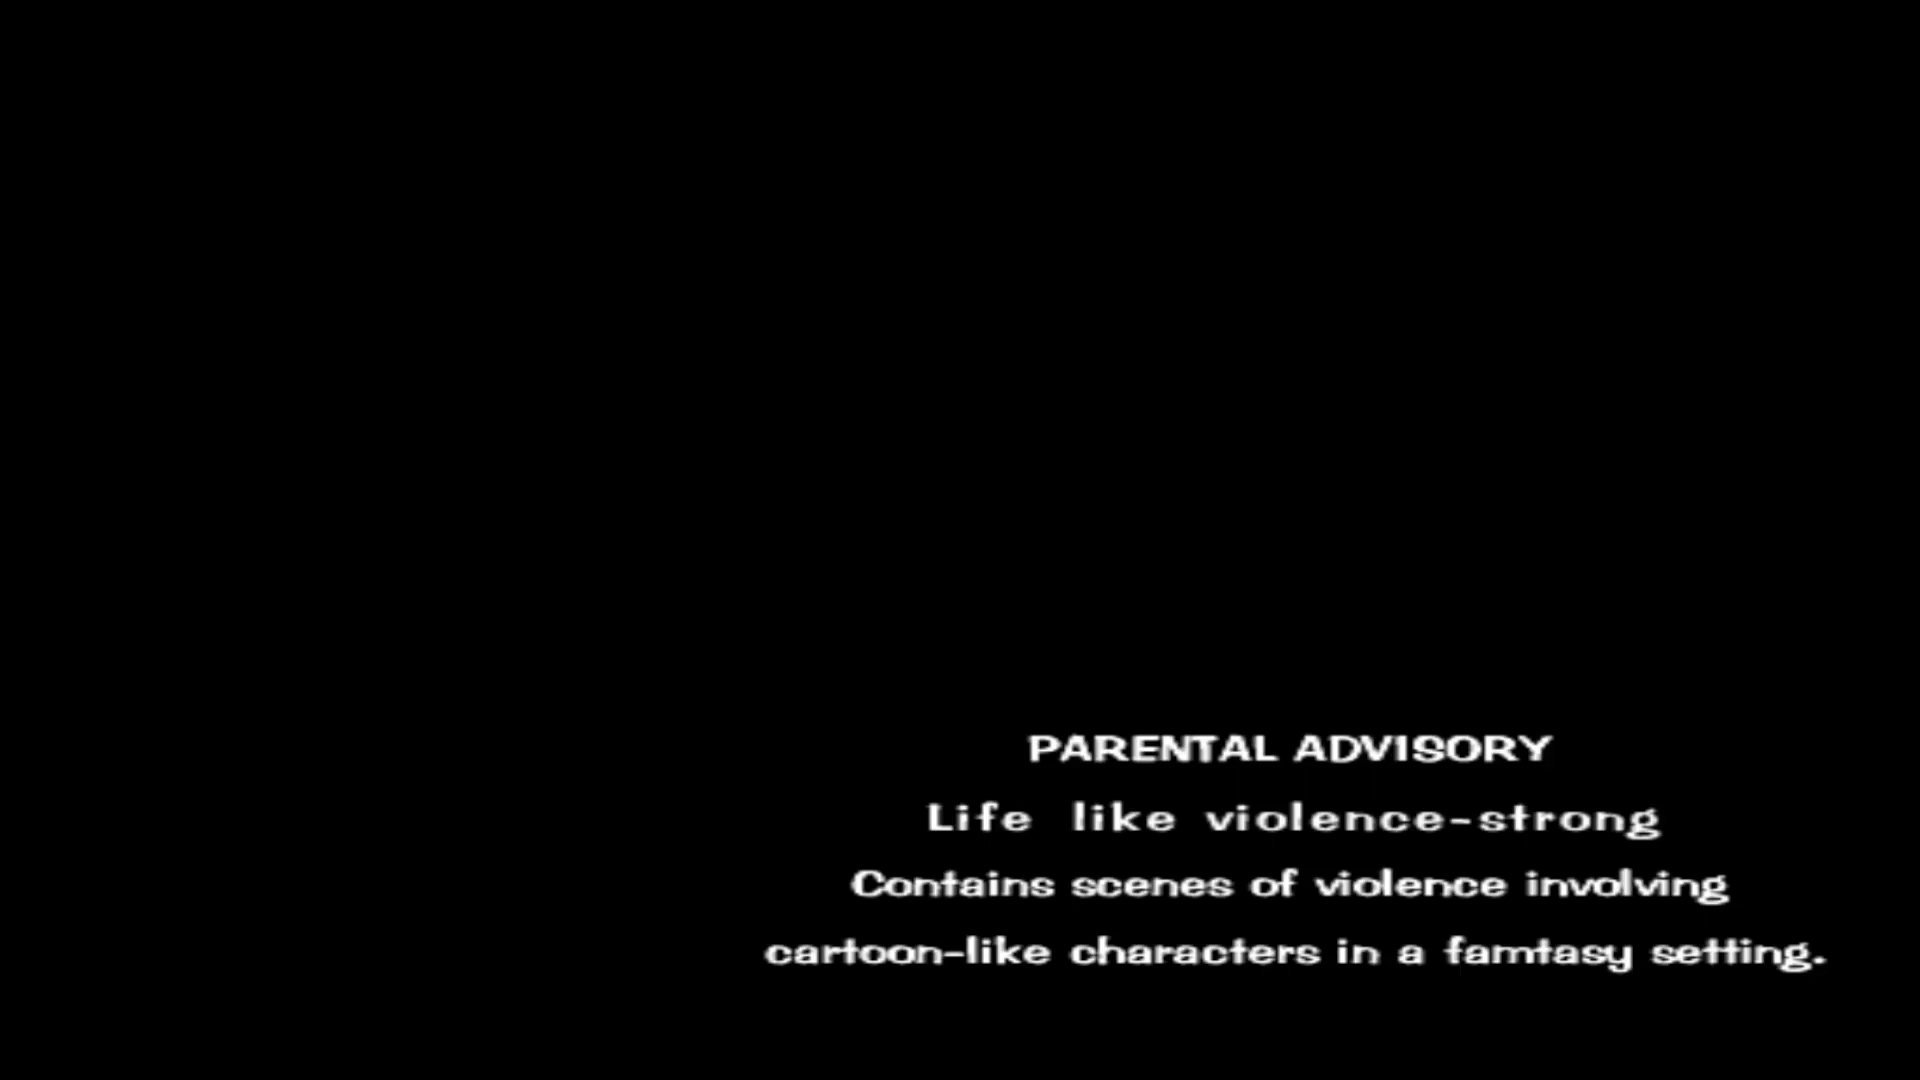 PARENTAL ADVISORY
Life like violence-strong
Contains scenes of violence involving
cartoon-like characters in a famtasy setting.